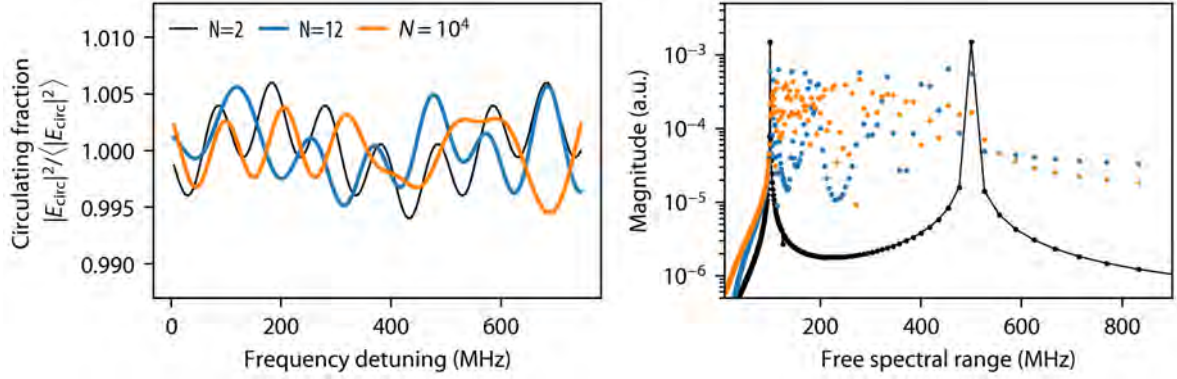 N=2 N=12 N = 10⁴
Circulating fraction
|E_circ|²/⟨|E_circ|²⟩
1.010
1.005
1.000
0.995
0.990
0 200 400 600
Frequency detuning (MHz)
Magnitude (a.u.)
10⁻³
10⁻⁴
10⁻⁵
10⁻⁶
200 400 600 800
Free spectral range (MHz)